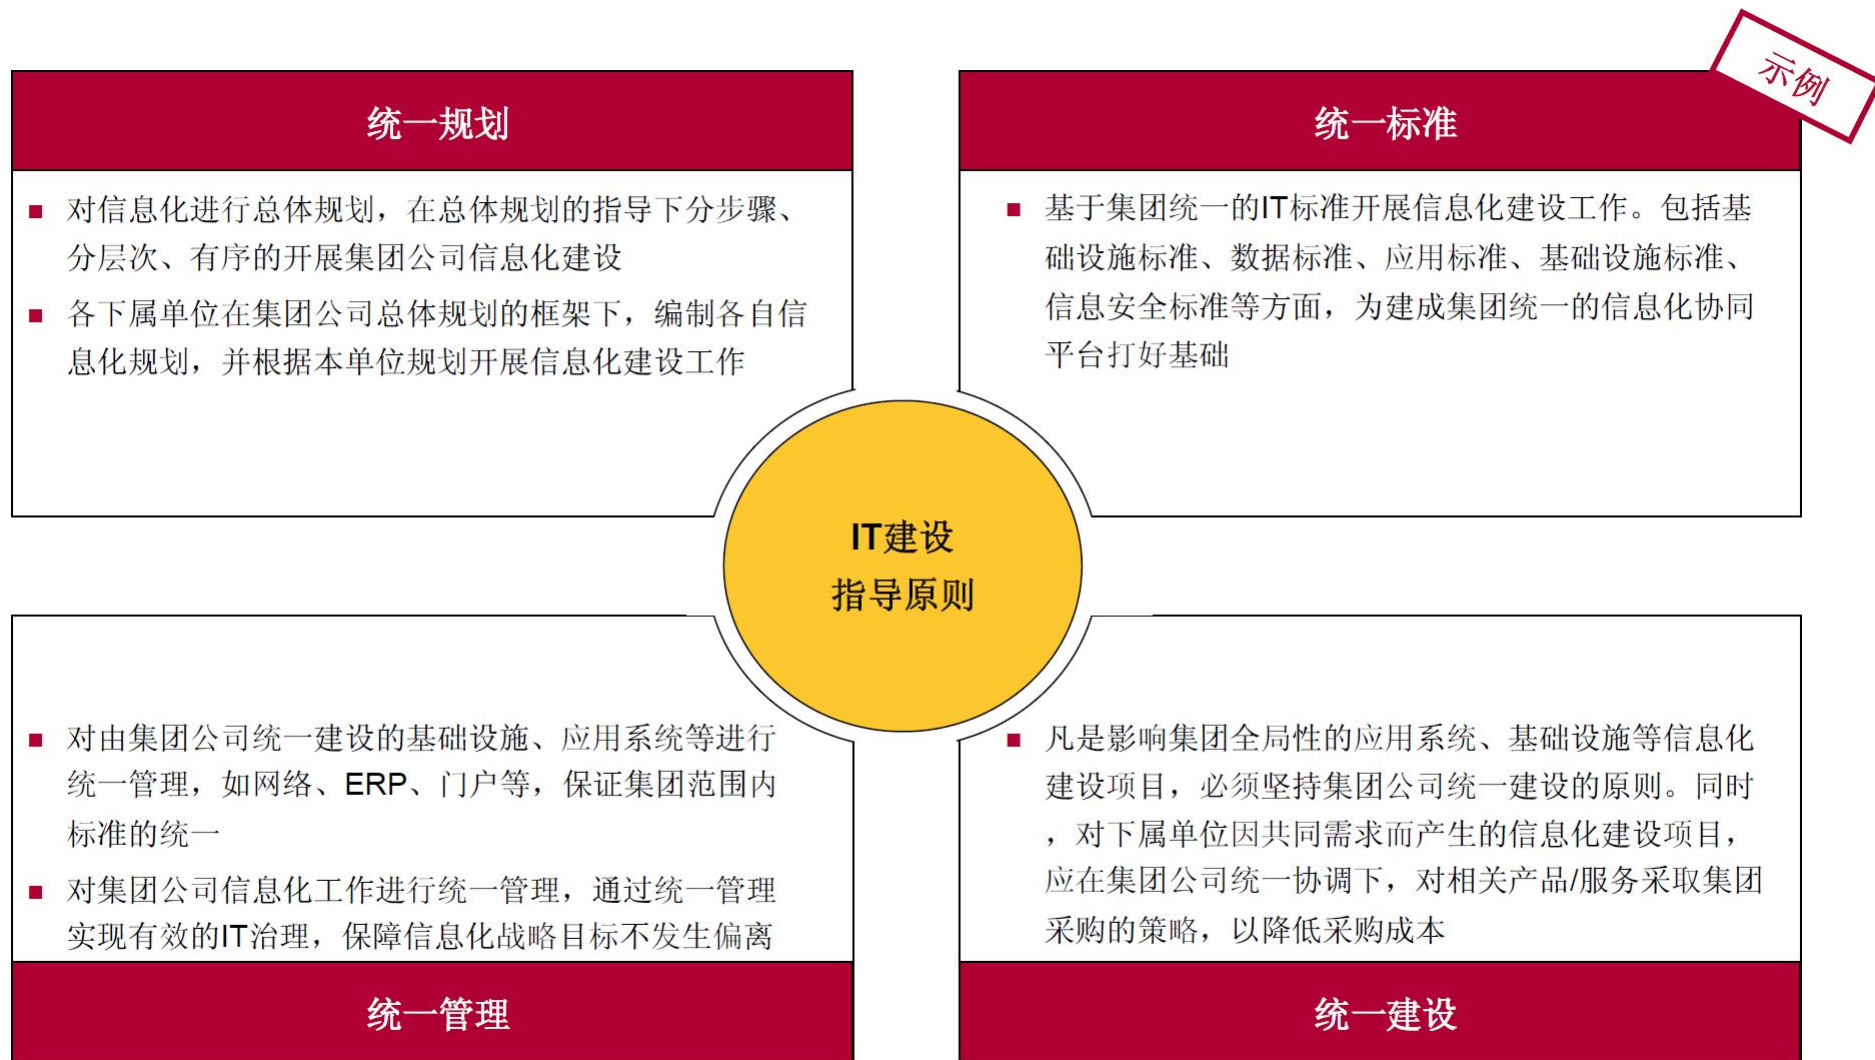 示例
统一规划
对信息化进行总体规划，在总体规划的指导下分步骤、
分层次、有序的开展集团公司信息化建设
各下属单位在集团公司总体规划的框架下，编制各自信
息化规划，并根据本单位规划开展信息化建设工作
统一标准
基于集团统一的IT标准开展信息化建设工作。包括基
础设施标准、数据标准、应用标准、基础设施标准、
信息安全标准等方面，为建成集团统一的信息化协同
平台打好基础
IT建设
指导原则
对由集团公司统一建设的基础设施、应用系统等进行
统一管理，如网络、ERP、门户等，保证集团范围内
标准的统一
对集团公司信息化工作进行统一管理，通过统一管理
实现有效的IT治理，保障信息化战略目标不发生偏离
统一管理
凡是影响集团全局性的应用系统、基础设施等信息化
建设项目，必须坚持集团公司统一建设的原则。同时
，对下属单位因共同需求而产生的信息化建设项目，
应在集团公司统一协调下，对相关产品/服务采取集团
采购的策略，以降低采购成本
统一建设